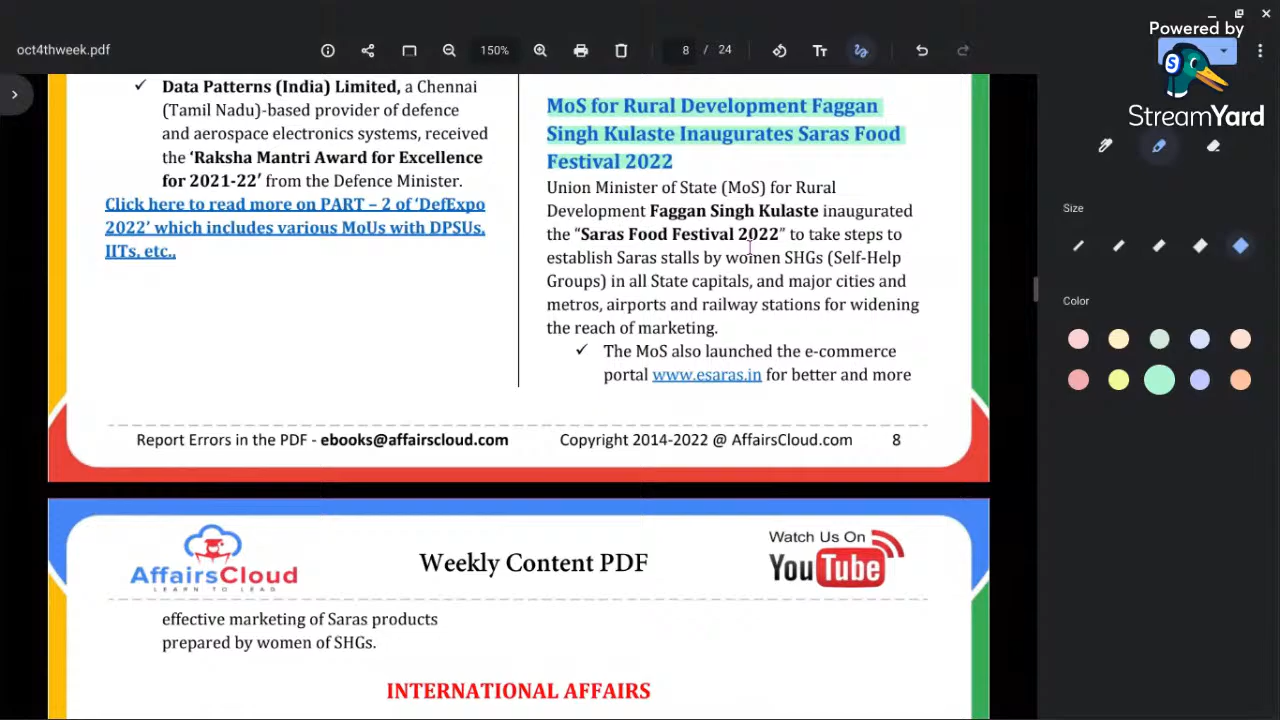 oct4thweek.pdf
150%
8 / 24
Powered by
StreamYard
Data Patterns (India) Limited, a Chennai
(Tamil Nadu)-based provider of defence
and aerospace electronics systems, received
the ‘Raksha Mantri Award for Excellence
for 2021-22’ from the Defence Minister.
Click here to read more on PART – 2 of ‘DefExpo
2022’ which includes various MoUs with DPSUs,
IITs, etc.,
MoS for Rural Development Faggan
Singh Kulaste Inaugurates Saras Food
Festival 2022
Union Minister of State (MoS) for Rural
Development Faggan Singh Kulaste inaugurated
the “Saras Food Festival 2022” to take steps to
establish Saras stalls by women SHGs (Self-Help
Groups) in all State capitals, and major cities and
metros, airports and railway stations for widening
the reach of marketing.
The MoS also launched the e-commerce
portal www.esaras.in for better and more
Report Errors in the PDF - ebooks@affairscloud.com Copyright 2014-2022 @ AffairsCloud.com 8
AffairsCloud
LEARN TO LEAD
Weekly Content PDF
Watch Us On
YouTube
effective marketing of Saras products
prepared by women of SHGs.
INTERNATIONAL AFFAIRS
Size
Color